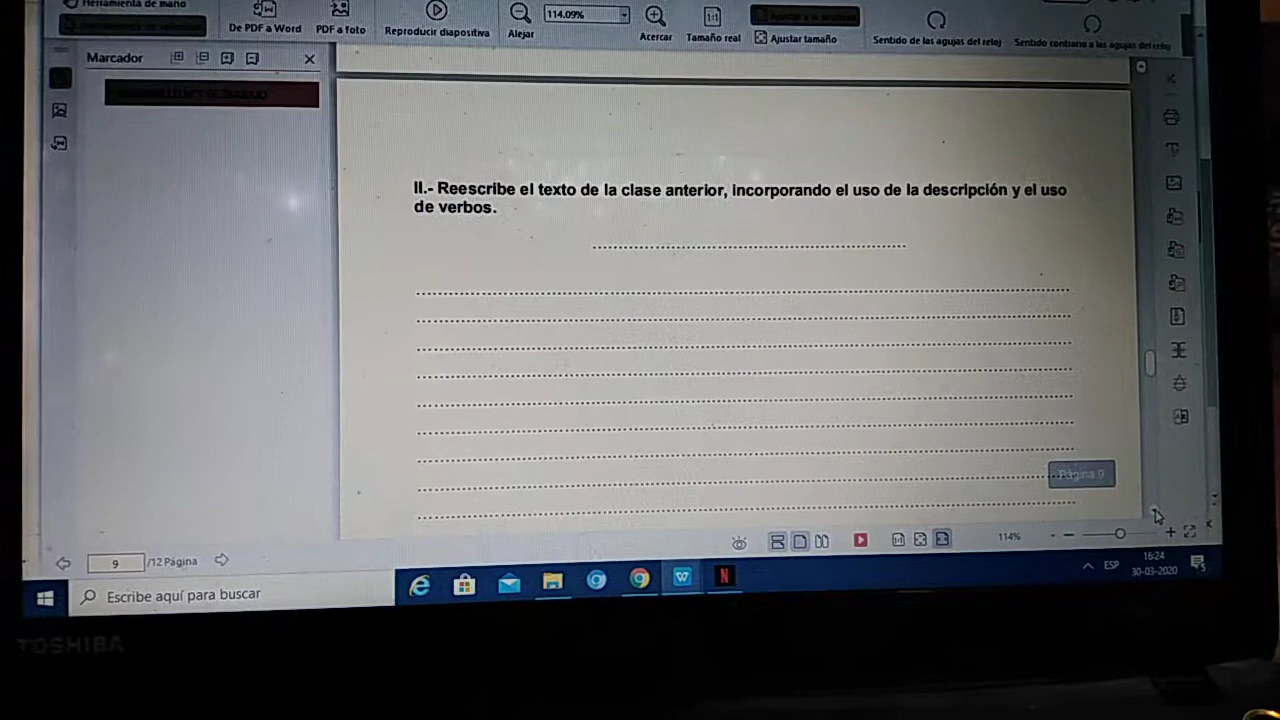 Herramienta de mano
De PDF a Word
PDF a foto
Reproducir diapositiva
Alejar
114.09%
Acercar
Tamaño real
Ajustar tamaño
Sentido de las agujas del reloj
Sentido contrario a las agujas del reloj
Marcador
II.- Reescribe el texto de la clase anterior, incorporando el uso de la descripción y el uso
de verbos.
Página 9
9
/12 Página
114%
Escribe aquí para buscar
ESP
16:24
30-03-2020
TOSHIBA